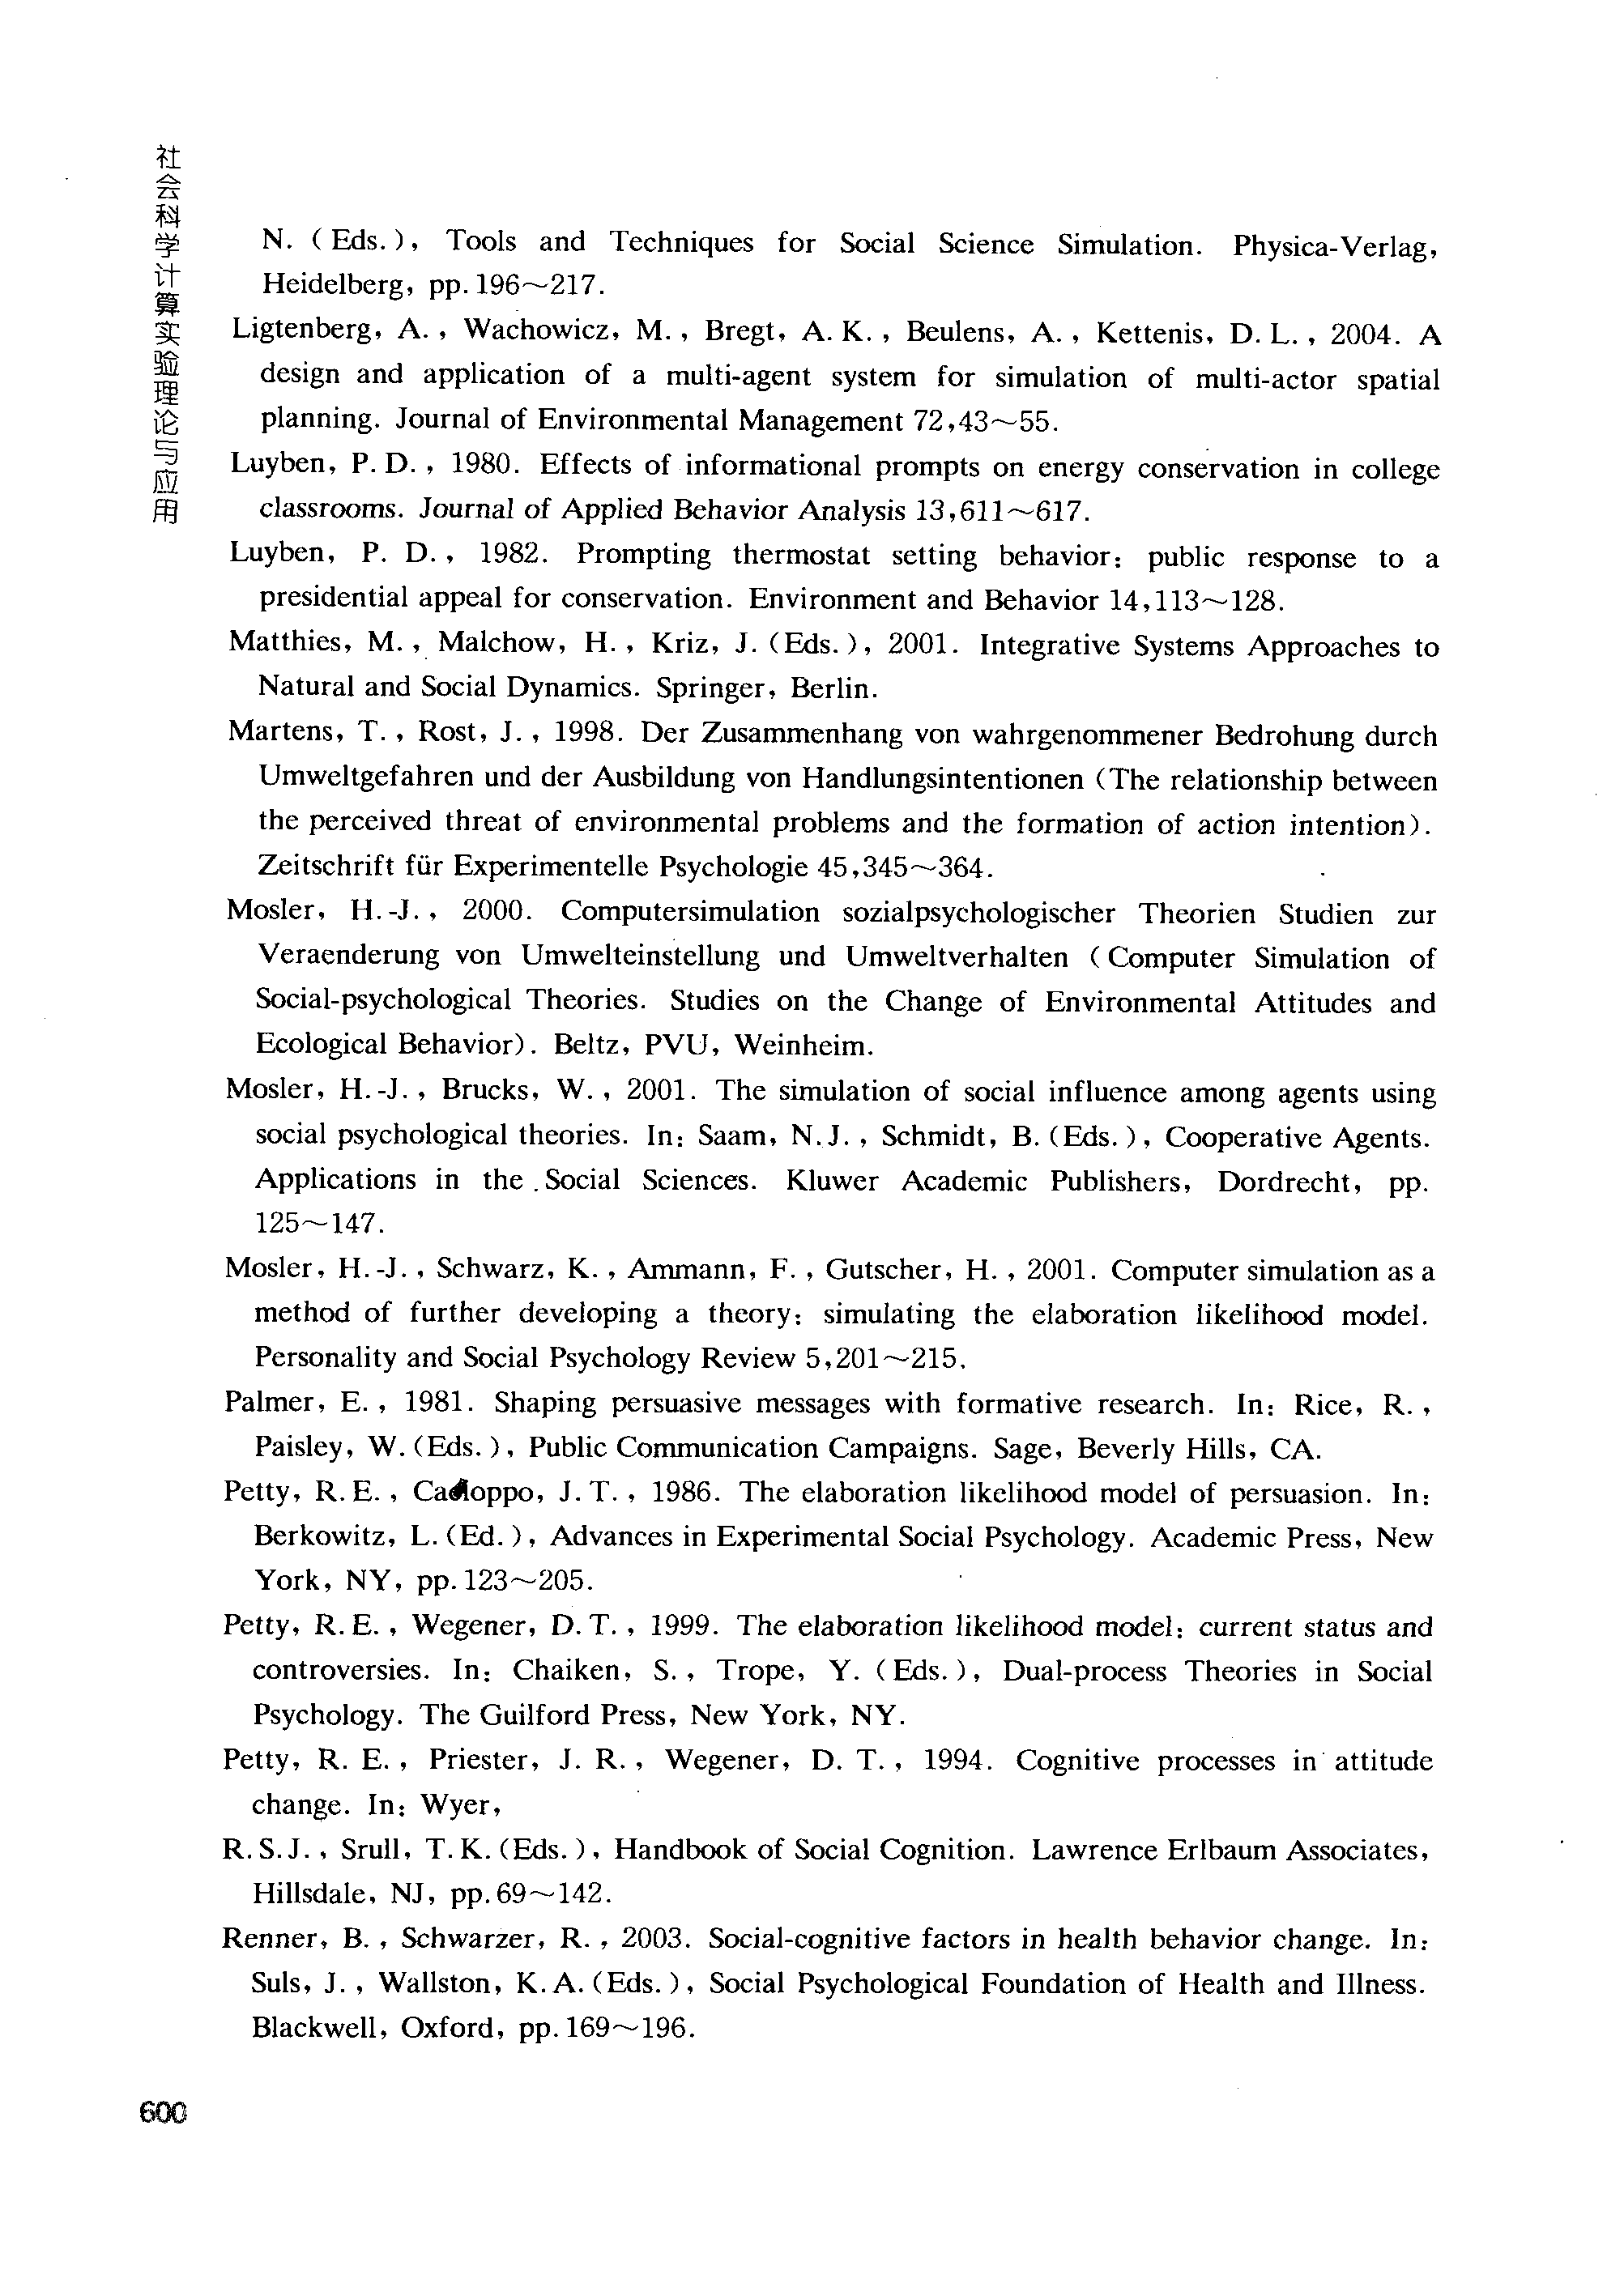 社会科学计算实验理论与应用
N. (Eds.), Tools and Techniques for Social Science Simulation. Physica-Verlag,
Heidelberg, pp. 196～217.
Ligtenberg, A., Wachowicz, M., Bregt, A. K., Beulens, A., Kettenis, D. L., 2004. A
design and application of a multi-agent system for simulation of multi-actor spatial
planning. Journal of Environmental Management 72,43～55.
Luyben, P. D., 1980. Effects of informational prompts on energy conservation in college
classrooms. Journal of Applied Behavior Analysis 13,611～617.
Luyben, P. D., 1982. Prompting thermostat setting behavior: public response to a
presidential appeal for conservation. Environment and Behavior 14,113～128.
Matthies, M., Malchow, H., Kriz, J. (Eds.), 2001. Integrative Systems Approaches to
Natural and Social Dynamics. Springer, Berlin.
Martens, T., Rost, J., 1998. Der Zusammenhang von wahrgenommener Bedrohung durch
Umweltgefahren und der Ausbildung von Handlungsintentionen (The relationship between
the perceived threat of environmental problems and the formation of action intention).
Zeitschrift für Experimentelle Psychologie 45,345～364.
Mosler, H.-J., 2000. Computersimulation sozialpsychologischer Theorien Studien zur
Veraenderung von Umwelteinstellung und Umweltverhalten (Computer Simulation of
Social-psychological Theories. Studies on the Change of Environmental Attitudes and
Ecological Behavior). Beltz, PVU, Weinheim.
Mosler, H.-J., Brucks, W., 2001. The simulation of social influence among agents using
social psychological theories. In: Saam, N. J., Schmidt, B. (Eds.), Cooperative Agents.
Applications in the Social Sciences. Kluwer Academic Publishers, Dordrecht, pp.
125～147.
Mosler, H.-J., Schwarz, K., Ammann, F., Gutscher, H., 2001. Computer simulation as a
method of further developing a theory: simulating the elaboration likelihood model.
Personality and Social Psychology Review 5,201～215.
Palmer, E., 1981. Shaping persuasive messages with formative research. In: Rice, R.,
Paisley, W. (Eds.), Public Communication Campaigns. Sage, Beverly Hills, CA.
Petty, R. E., J. T., 1986. The elaboration likelihood model of persuasion. In:
Berkowitz, L. (Ed.), Advances in Experimental Social Psychology. Academic Press, New
York, NY, pp. 123～205.
Petty, R. E., Wegener, D. T., 1999. The elaboration likelihood model: current status and
controversies. In: Chaiken, S., Trope, Y. (Eds.), Dual-process Theories in Social
Psychology. The Guilford Press, New York, NY.
Petty, R. E., Priester, J. R., Wegener, D. T., 1994. Cognitive processes in attitude
change. In: Wyer,
R. S. J., Srull, T. K. (Eds.), Handbook of Social Cognition. Lawrence Erlbaum Associates,
Hillsdale, NJ, pp. 69～142.
Renner, B., Schwarzer, R., 2003. Social-cognitive factors in health behavior change. In:
Suls, J., Wallston, K. A. (Eds.), Social Psychological Foundation of Health and Illness.
Blackwell, Oxford, pp. 169～196.
600